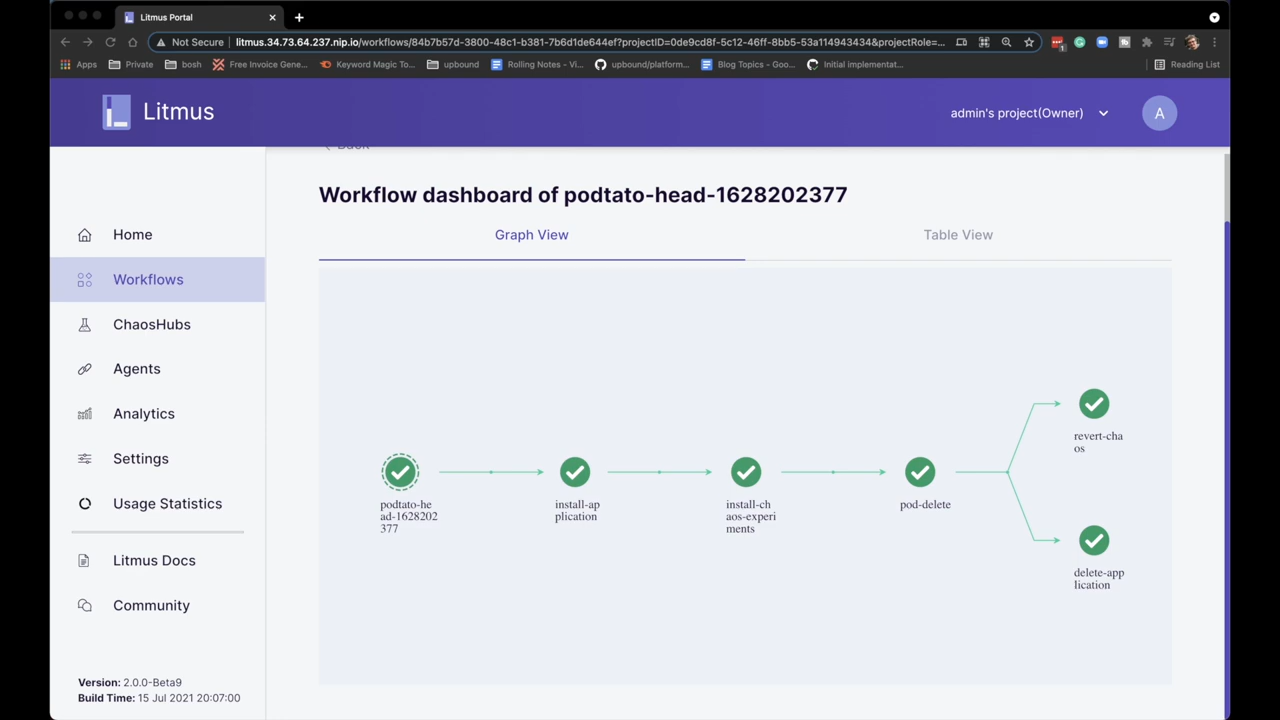 Litmus Portal
Not Secure litmus.34.73.64.237.nip.io/workflows/84b7b57d-3800-48c1-b381-7b6d1de644ef?projectID=0de9cd8f-5c12-46ff-8bb5-53a114943434&projectRole=...
Apps Private bosh Free Invoice Gene... Keyword Magic To... upbound Rolling Notes - Vi... upbound/platform... Blog Topics - Goo... Initial implementat... Reading List
Litmus
admin's project(Owner)
A
Back
Workflow dashboard of podtato-head-1628202377
Graph View
Table View
Home
Workflows
ChaosHubs
Agents
Analytics
Settings
Usage Statistics
Litmus Docs
Community
podtato-he
ad-1628202
377
install-ap
plication
install-ch
aos-experi
ments
pod-delete
revert-cha
os
delete-app
lication
Version: 2.0.0-Beta9
Build Time: 15 Jul 2021 20:07:00